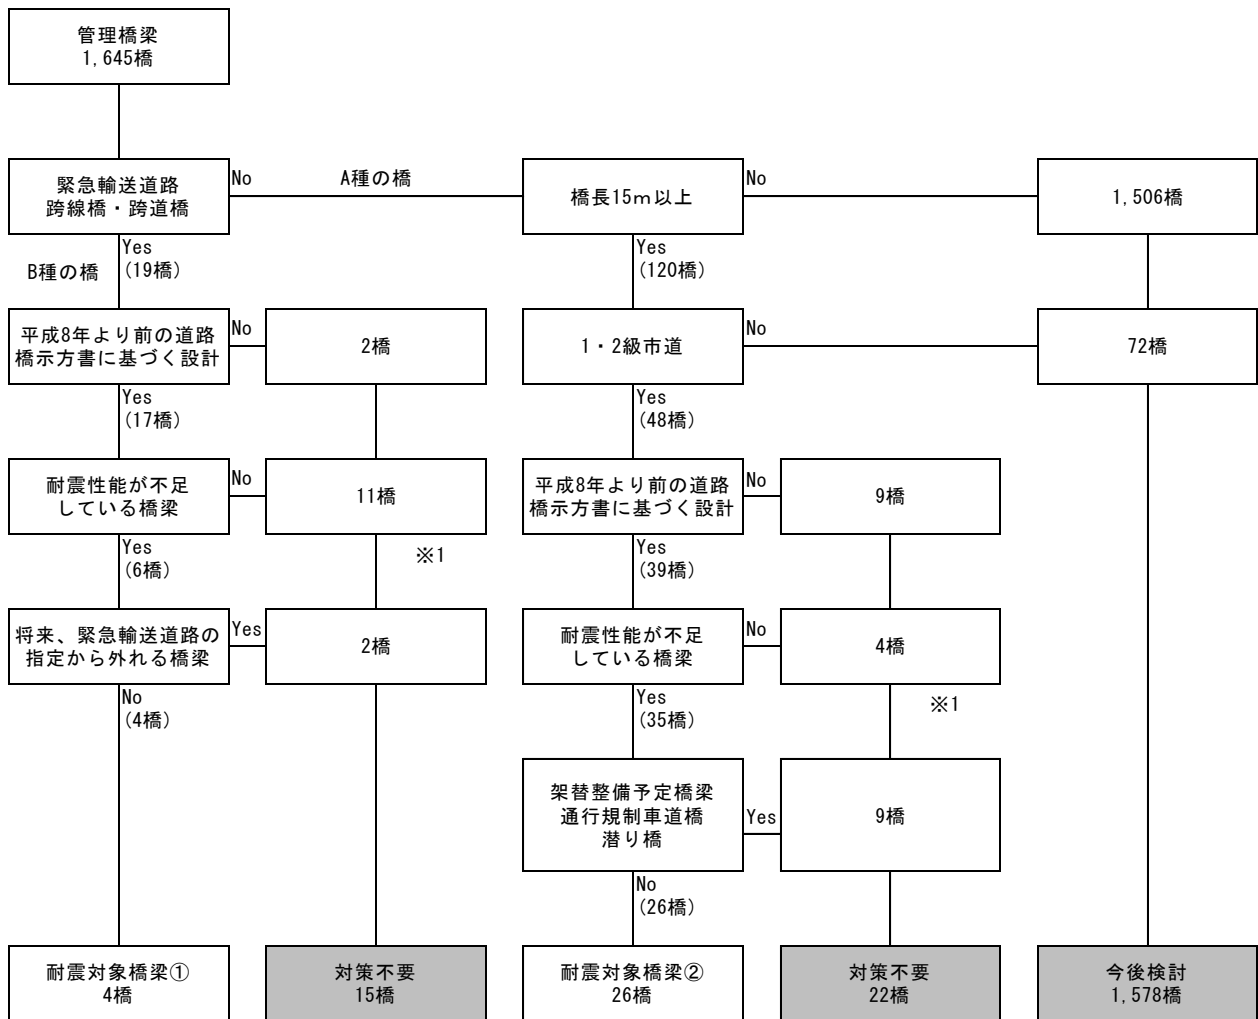 管理橋梁
1,645橋
緊急輸送道路
跨線橋・跨道橋
No
A種の橋
橋長15m以上
No
1,506橋
Yes
(19橋)
B種の橋
Yes
(120橋)
平成8年より前の道路
橋示方書に基づく設計
No
2橋
1・2級市道
No
72橋
Yes
(17橋)
Yes
(48橋)
耐震性能が不足
している橋梁
No
11橋
平成8年より前の道路
橋示方書に基づく設計
No
9橋
Yes
(6橋)
※1
Yes
(39橋)
将来、緊急輸送道路の
指定から外れる橋梁
Yes
2橋
耐震性能が不足
している橋梁
No
4橋
No
(4橋)
Yes
(35橋)
※1
架替整備予定橋梁
通行規制車道橋
潜り橋
Yes
9橋
No
(26橋)
耐震対象橋梁①
4橋
対策不要
15橋
耐震対象橋梁②
26橋
対策不要
22橋
今後検討
1,578橋